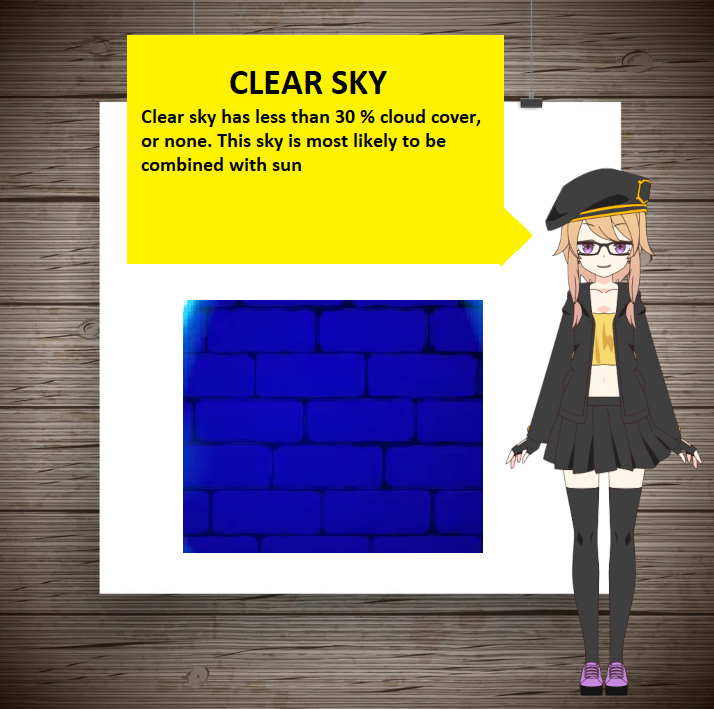 CLEAR SKY
Clear sky has less than 30 % cloud cover,
or none. This sky is most likely to be
combined with sun